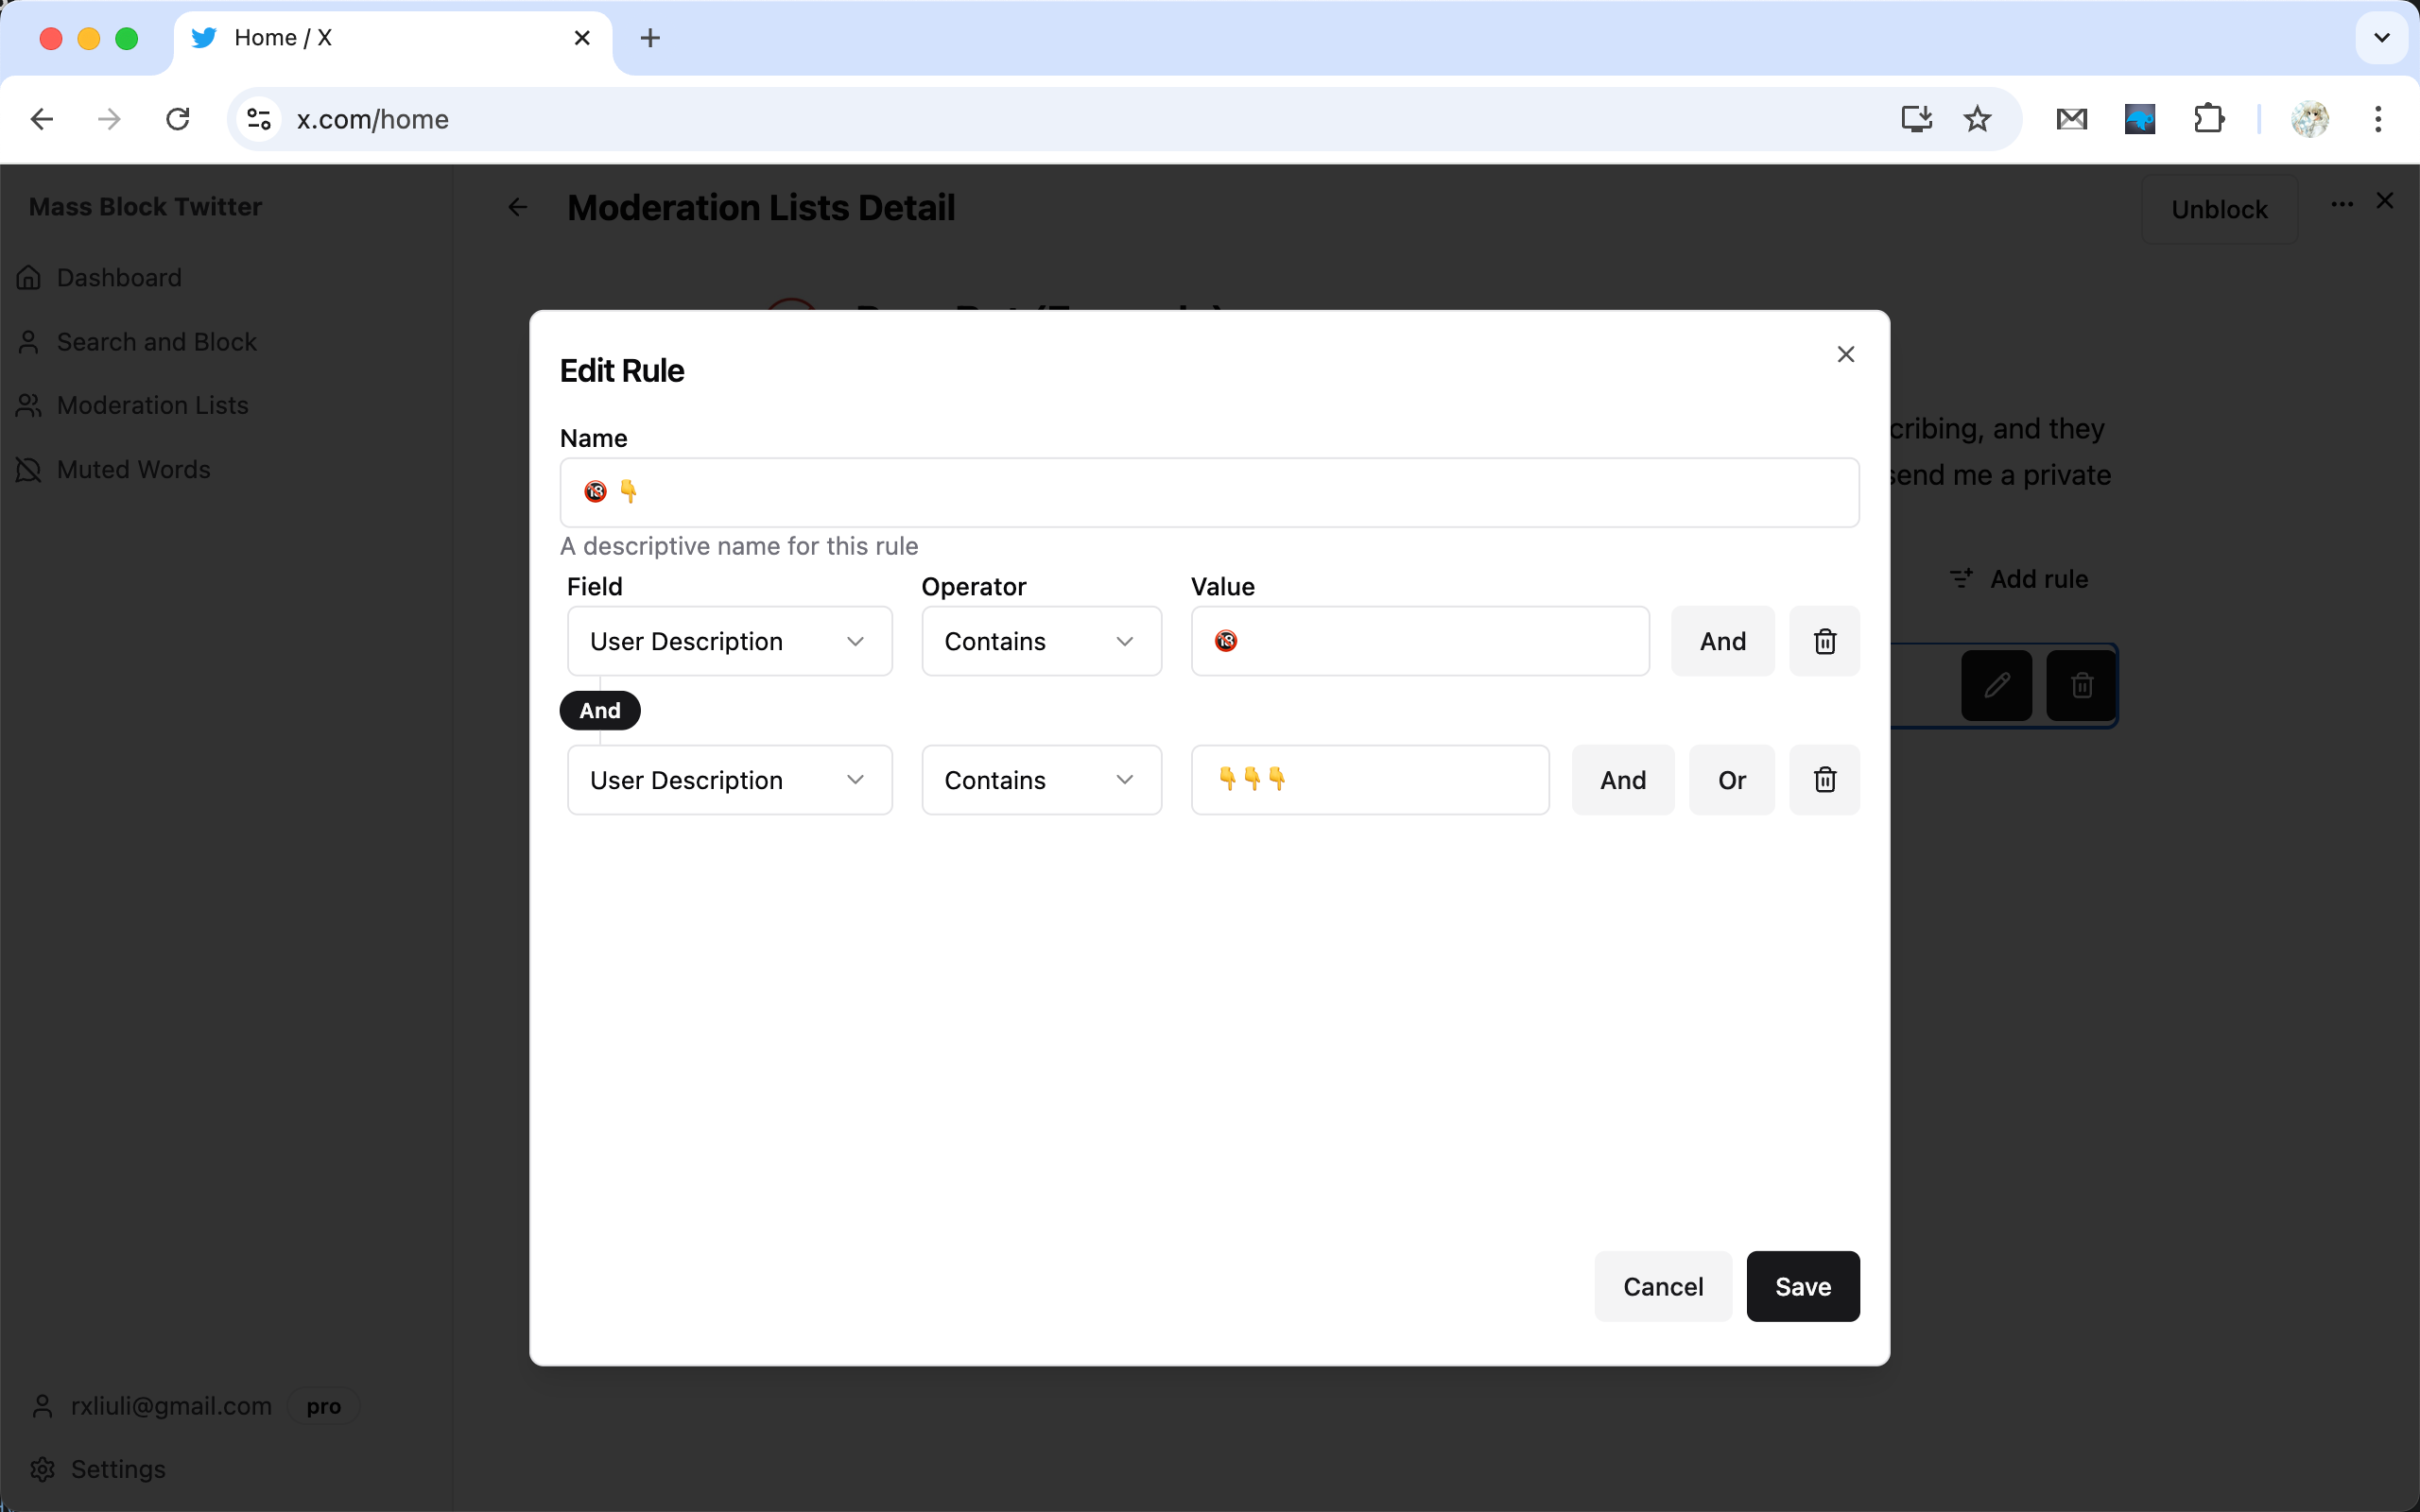 Home / X
x.com/home
Mass Block Twitter
Dashboard
Search and Block
Moderation Lists
Muted Words
rxliuli@gmail.com pro
Settings
Moderation Lists Detail
Unblock
cribing, and they
send me a private
Add rule
Edit Rule
Name
🔞 👇
A descriptive name for this rule
Field Operator Value
User Description Contains 🔞 And
And
User Description Contains 👇👇👇 And Or
Cancel Save